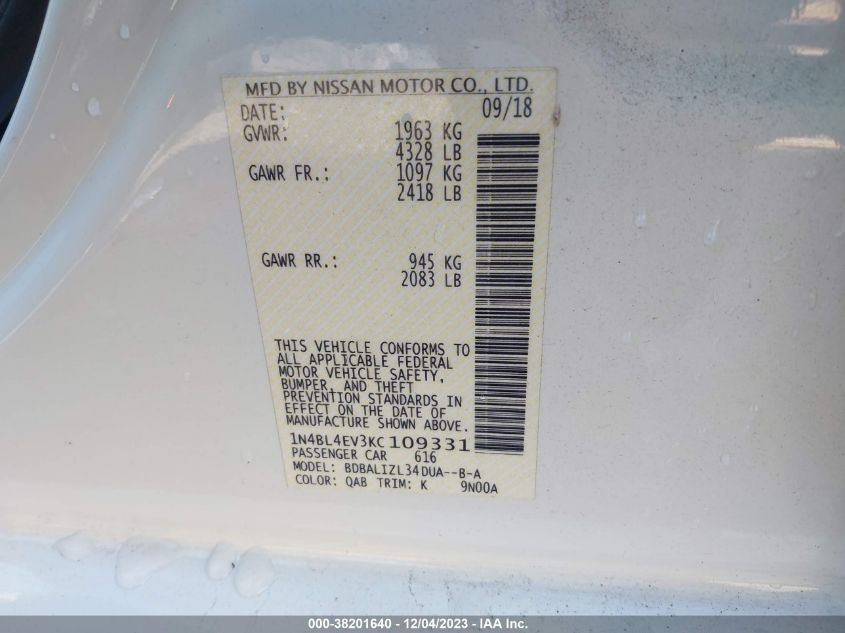 MFD BY NISSAN MOTOR CO., LTD.
DATE: 09/18
GVWR: 1963 KG
4328 LB
GAWR FR.: 1097 KG
2418 LB
GAWR RR.: 945 KG
2083 LB
THIS VEHICLE CONFORMS TO
ALL APPLICABLE FEDERAL
MOTOR VEHICLE SAFETY,
BUMPER, AND THEFT
PREVENTION STANDARDS IN
EFFECT ON THE DATE OF
MANUFACTURE SHOWN ABOVE.
1N4BL4EV3KC109331
PASSENGER CAR 616
MODEL: BDBALIZL34DUA--B-A
COLOR: QAB TRIM: K 9N00A
000-38201640 - 12/04/2023 - IAA Inc.